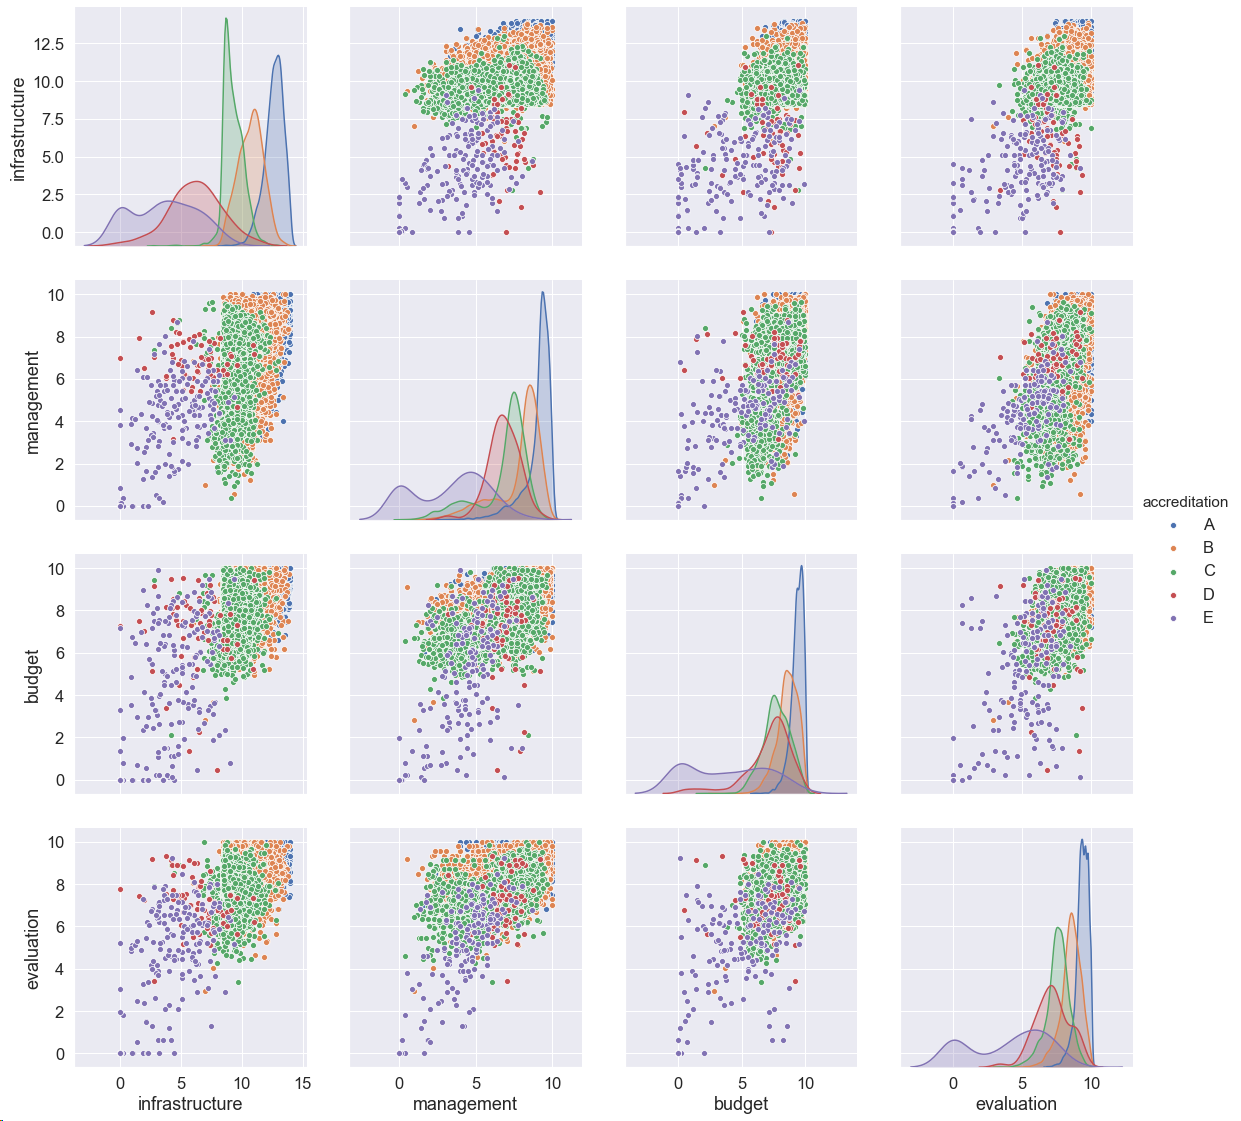 infrastructure
12.5
10.0
7.5
5.0
2.5
0.0
management
10
8
6
4
2
0
budget
10
8
6
4
2
0
evaluation
10
8
6
4
2
0
0 5 10 15
0 5 10
0 5 10
0 5 10
infrastructure
management
budget
evaluation
accreditation
A
B
C
D
E